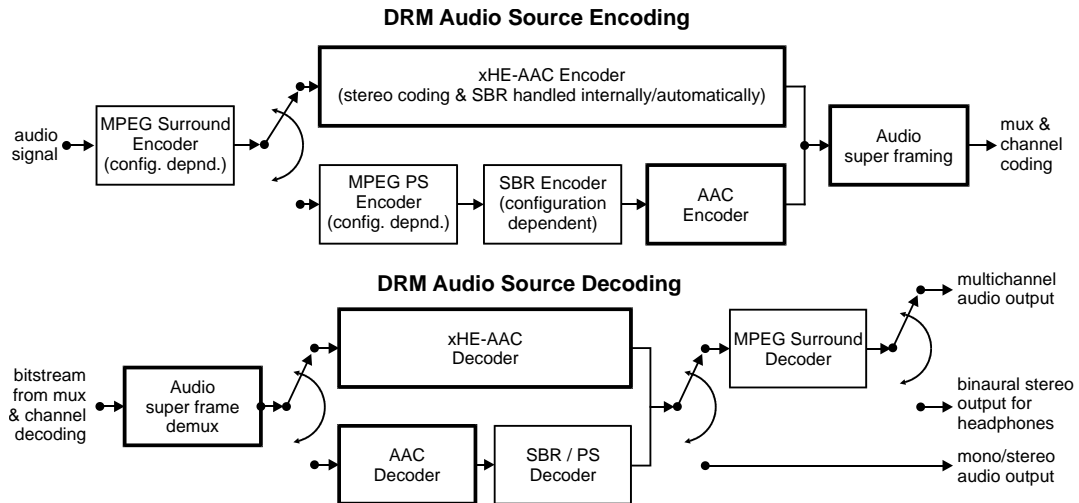 DRM Audio Source Encoding
audio
signal
MPEG Surround
Encoder
(config. depnd.)
xHE-AAC Encoder
(stereo coding & SBR handled internally/automatically)
MPEG PS
Encoder
(config. depnd.)
SBR Encoder
(configuration
dependent)
AAC
Encoder
Audio
super framing
mux &
channel
coding
DRM Audio Source Decoding
bitstream
from mux
& channel
decoding
Audio
super frame
demux
xHE-AAC
Decoder
AAC
Decoder
SBR / PS
Decoder
MPEG Surround
Decoder
multichannel
audio output
binaural stereo
output for
headphones
mono/stereo
audio output